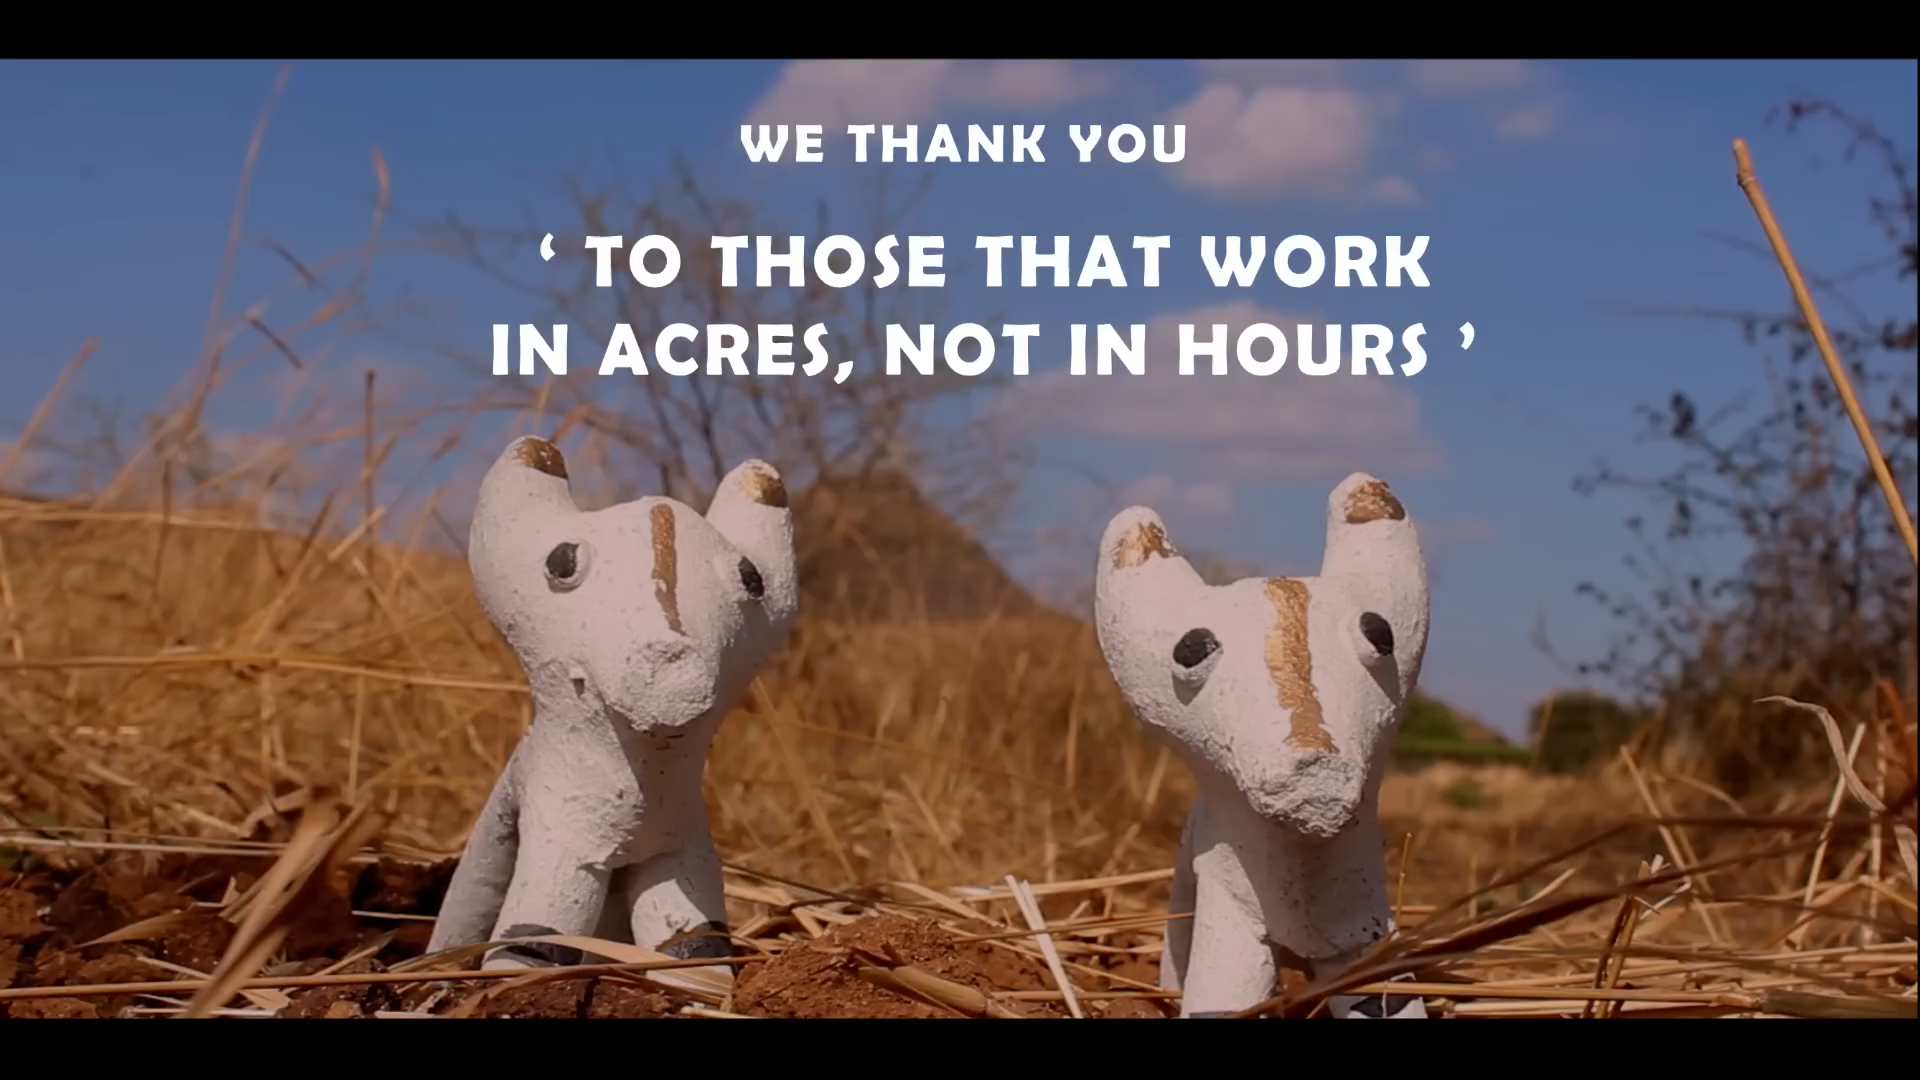 WE THANK YOU
‘ TO THOSE THAT WORK
IN ACRES, NOT IN HOURS ’